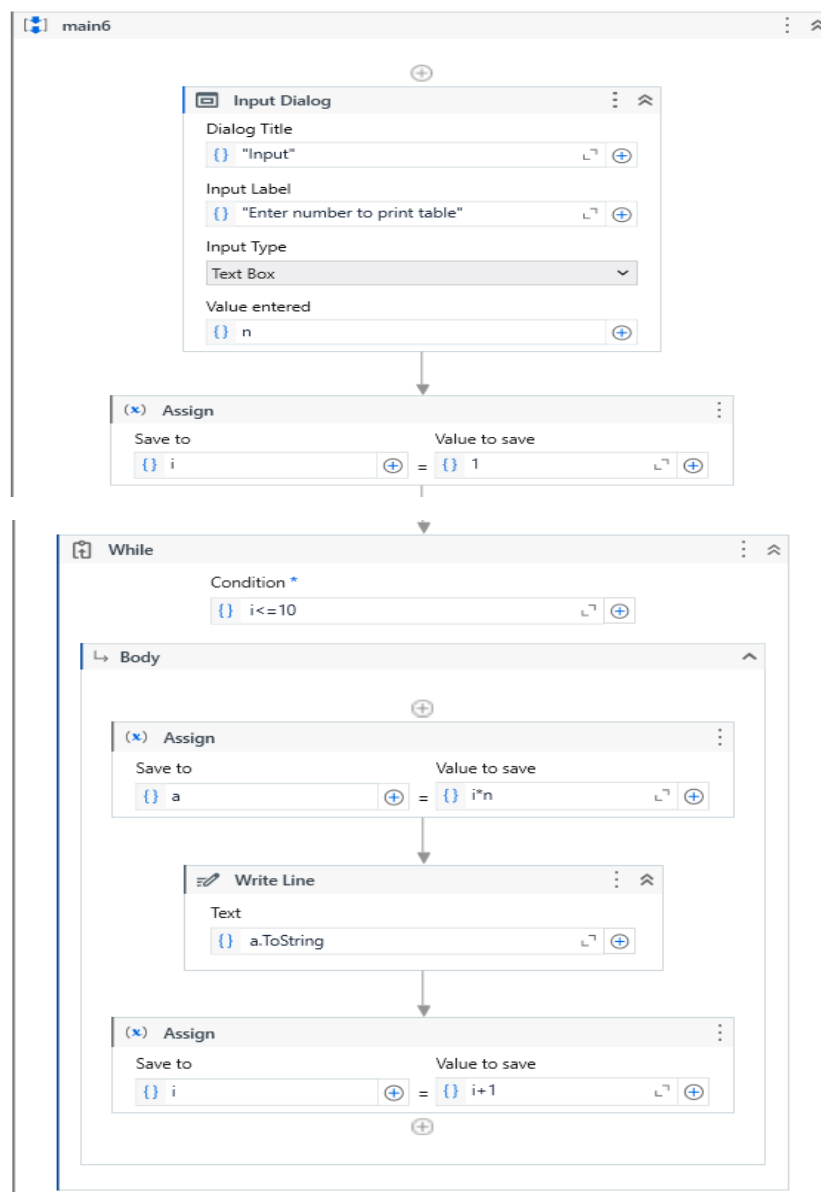 main6
Input Dialog
Dialog Title
{} "Input"
Input Label
{} "Enter number to print table"
Input Type
Text Box
Value entered
{} n
(x) Assign
Save to Value to save
{} i = {} 1
While
Condition *
{} i<=10
Body
(x) Assign
Save to Value to save
{} a = {} i*n
Write Line
Text
{} a.ToString
(x) Assign
Save to Value to save
{} i = {} i+1